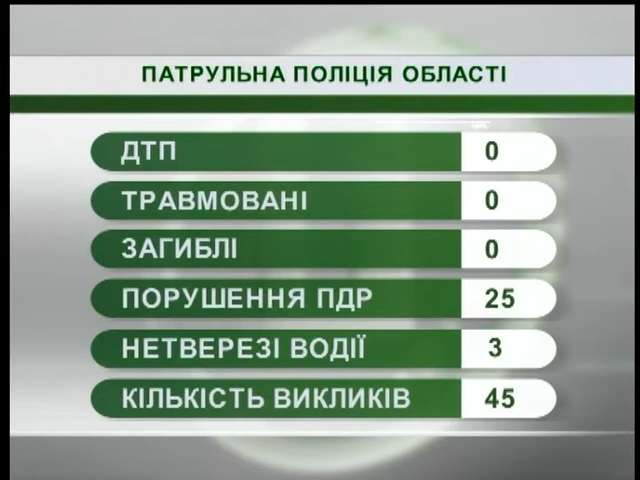 ПАТРУЛЬНА ПОЛІЦІЯ ОБЛАСТІ
ДТП 0
ТРАВМОВАНІ 0
ЗАГИБЛІ 0
ПОРУШЕННЯ ПДР 25
НЕТВЕРЕЗІ ВОДІЇ 3
КІЛЬКІСТЬ ВИКЛИКІВ 45